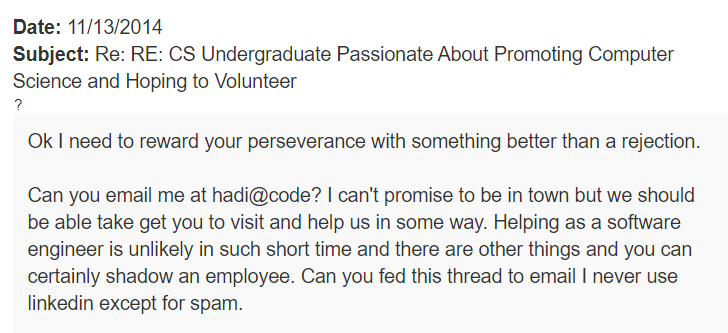 Date: 11/13/2014
Subject: Re: RE: CS Undergraduate Passionate About Promoting Computer
Science and Hoping to Volunteer
?
Ok I need to reward your perseverance with something better than a rejection.
Can you email me at hadi@code? I can't promise to be in town but we should
be able take get you to visit and help us in some way. Helping as a software
engineer is unlikely in such short time and there are other things and you can
certainly shadow an employee. Can you fed this thread to email I never use
linkedin except for spam.